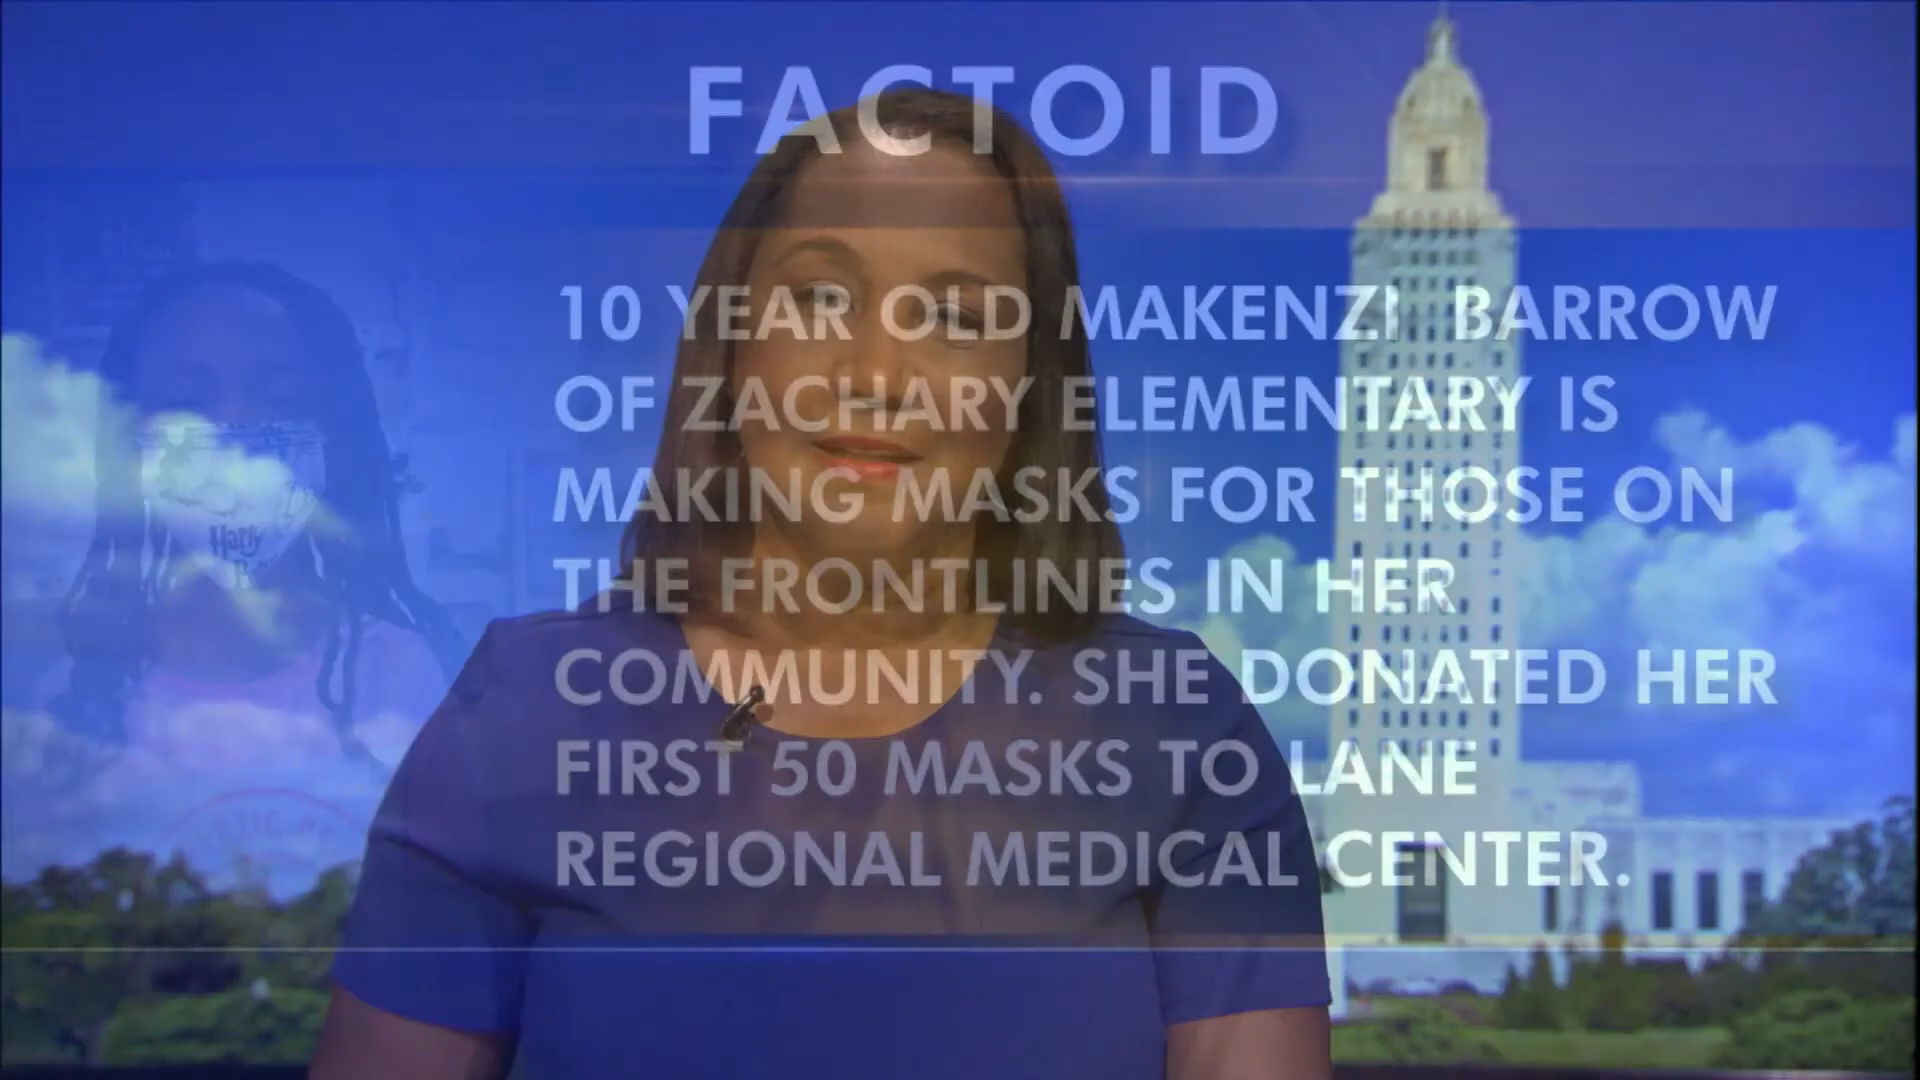 FACTOID
10 YEAR OLD MAKENZI BARROW
OF ZACHARY ELEMENTARY IS
MAKING MASKS FOR THOSE ON
THE FRONTLINES IN HER
COMMUNITY. SHE DONATED HER
FIRST 50 MASKS TO LANE
REGIONAL MEDICAL CENTER.
Harry